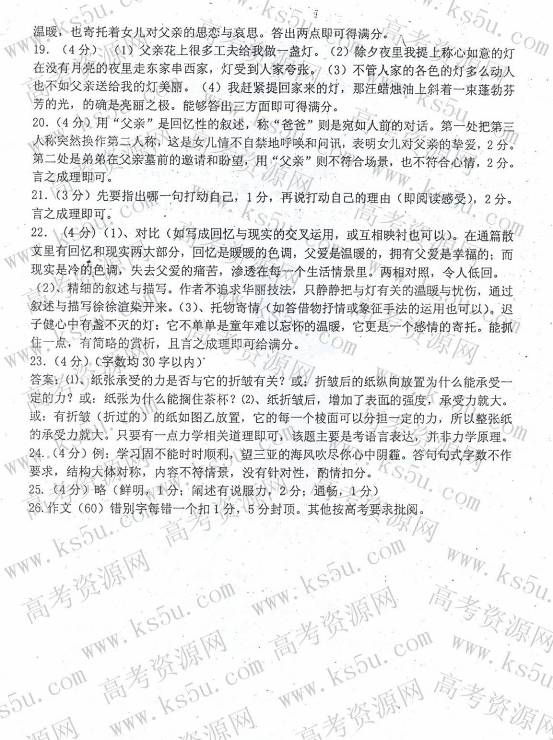 温暖，也寄托着女儿对父亲的思恋与哀思。答出两点即可得满分。
19.（4分）（1）父亲花上很多工夫给我做一盏灯。（2）除夕夜里我提上称心如意的灯
在没有月亮的夜里走东家串西家，灯受到人家夸张。（3）不管人家的各色的灯多么动人
也不如父亲送给我的灯美丽。（4）我赶紧提回家来的灯，那汪蜡烛油上斜着一束蓬勃芬
芳的光，的确是亮丽之极。能够答出三方面即可得满分。
20.（4分）用“父亲”是回忆性的叙述，称“爸爸”则是宛如人前的对话。第一处把第三
人称突然换作第二人称，这是女儿情不自禁地呼唤和问讯，表明女儿对父亲的挚爱，2分。
第二处是弟弟在父亲墓前的邀请和盼望，用“父亲”则不符合场景，也不符合心情，2分。
言之成理即可。
21.（3分）先要指出哪一句打动自己，1分，再说打动自己的理由（即阅读感受），2分。
言之成理即可。
22.（4分）（1）、对比（如写成回忆与现实的交叉运用，或互相映衬也可以）。在通篇散
文里有回忆和现实两大部分，回忆是暖暖的色调，父爱是温暖的，拥有父爱是幸福的；而
现实是冷的色调，失去父爱的痛苦，渗透在每一个生活情景里。两相对照，令人低回。
（2）、精细的叙述与描写。作者不追求华丽技法，只静静把与灯有关的温暖与忧伤，通过
叙述与描写徐徐渲染开来。（3）、托物寄情（如答借物抒情或象征手法的运用也可以）。迟
子健心中有盏不灭的灯：它不单单是童年难以忘怀的温暖，它更是一个感情的寄托。能抓
住一点，有简略的赏析，且言之成理即可给满分。
23.（4分）（字数均30字以内）
答案：⑴、纸张承受的力是否与它的折皱有关？或：折皱后的纸纵向放置为什么能承受一
定的力？或：纸张为什么能搁住茶杯？⑵、纸折皱后，增加了表面的强度，承受力就大。
或：有折皱（折过的）的纸如图乙放置，它的每一个棱面可以分担一定的力，所以整张纸
的承受力就大。只要有一点力学相关道理即可，该题主要是考语言表达，并非力学原理。
24.（4分）例：学习固不能时时顺利，望三亚的海风吹尽你心中阴霾。答句句式字数不作
要求，结构大体对称，内容不符情景，没有针对性，酌情扣分。
25.（4分）略（鲜明，1分；阐述有说服力，2分；通畅，1分）
26.作文（60）错别字每错一个扣1分，5分封顶。其他按高考要求批阅。
高考资源网
www.ks5u.com